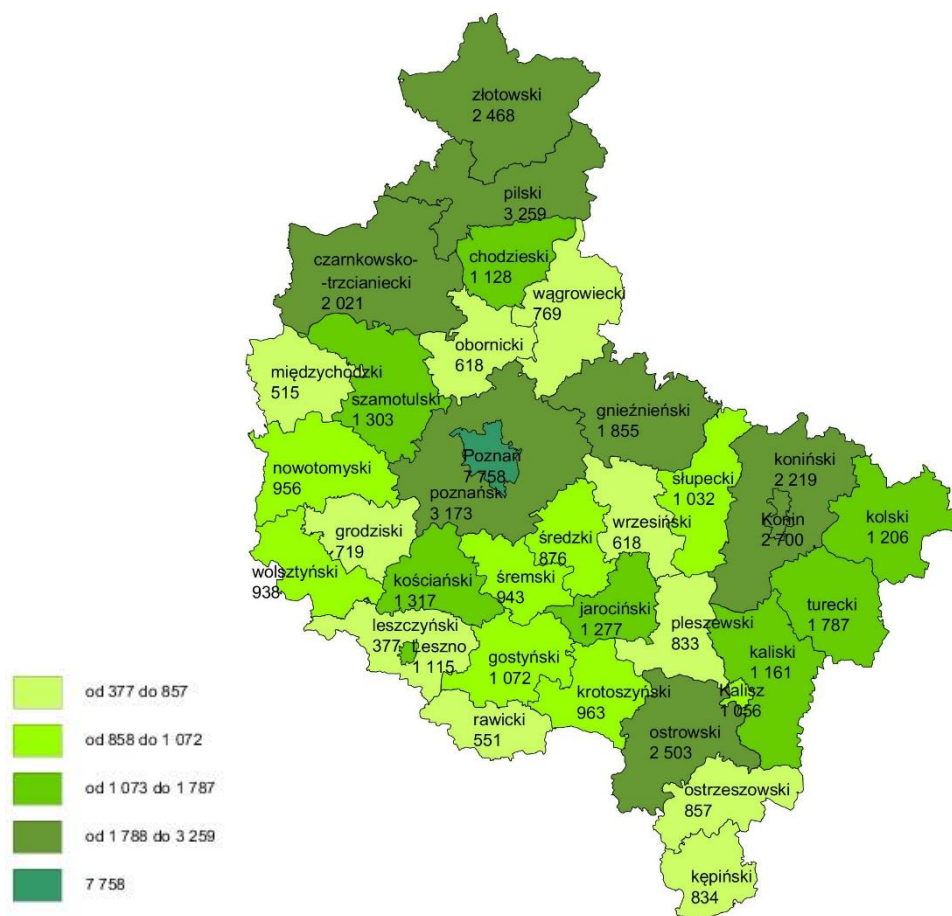 złotowski
2 468
pilski
3 259
czarnkowsko-
-trzcianiecki
2 021
chodzieski
1 128
wągrowiecki
769
obornicki
618
międzychodzki
515
szamotulski
1 303
gnieźnieński
1 855
Poznań
7 758
poznański
3 173
nowotomyski
956
słupecki
1 032
koniński
2 219
Konin
2 700
kolski
1 206
wrzesiński
618
średzki
876
grodziski
719
wolsztyński
938
kościański
1 317
śremski
943
jarociński
1 277
pleszewski
833
turecki
1 787
leszczyński
377
Leszno
1 115
gostyński
1 072
kaliski
1 161
Kalisz
1 056
krotoszyński
963
rawicki
551
ostrowski
2 503
ostrzeszowski
857
kępiński
834
od 377 do 857
od 858 do 1 072
od 1 073 do 1 787
od 1 788 do 3 259
7 758